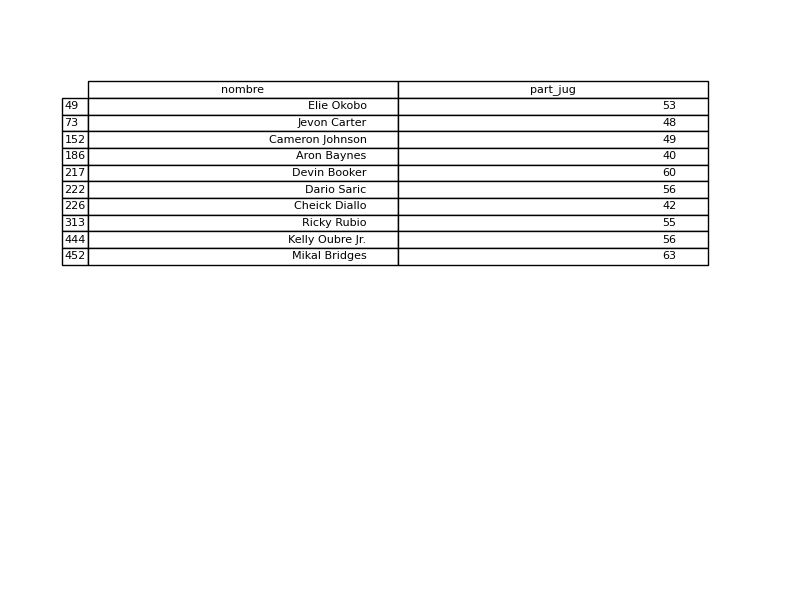 nombre part_jug
49 Elie Okobo 53
73 Jevon Carter 48
152 Cameron Johnson 49
186 Aron Baynes 40
217 Devin Booker 60
222 Dario Saric 56
226 Cheick Diallo 42
313 Ricky Rubio 55
444 Kelly Oubre Jr. 56
452 Mikal Bridges 63